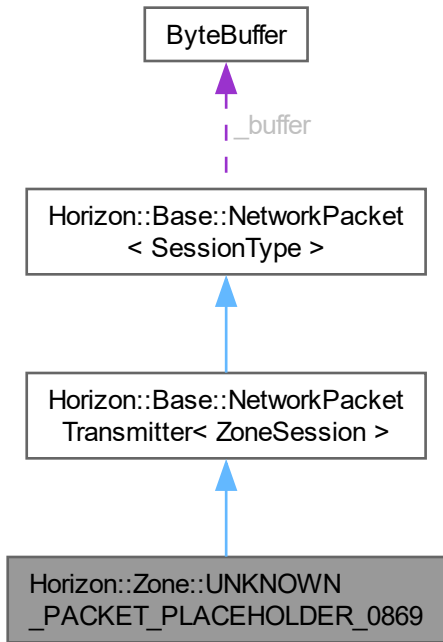 ByteBuffer
_buffer
Horizon::Base::NetworkPacket
< SessionType >
Horizon::Base::NetworkPacket
Transmitter< ZoneSession >
Horizon::Zone::UNKNOWN
_PACKET_PLACEHOLDER_0869